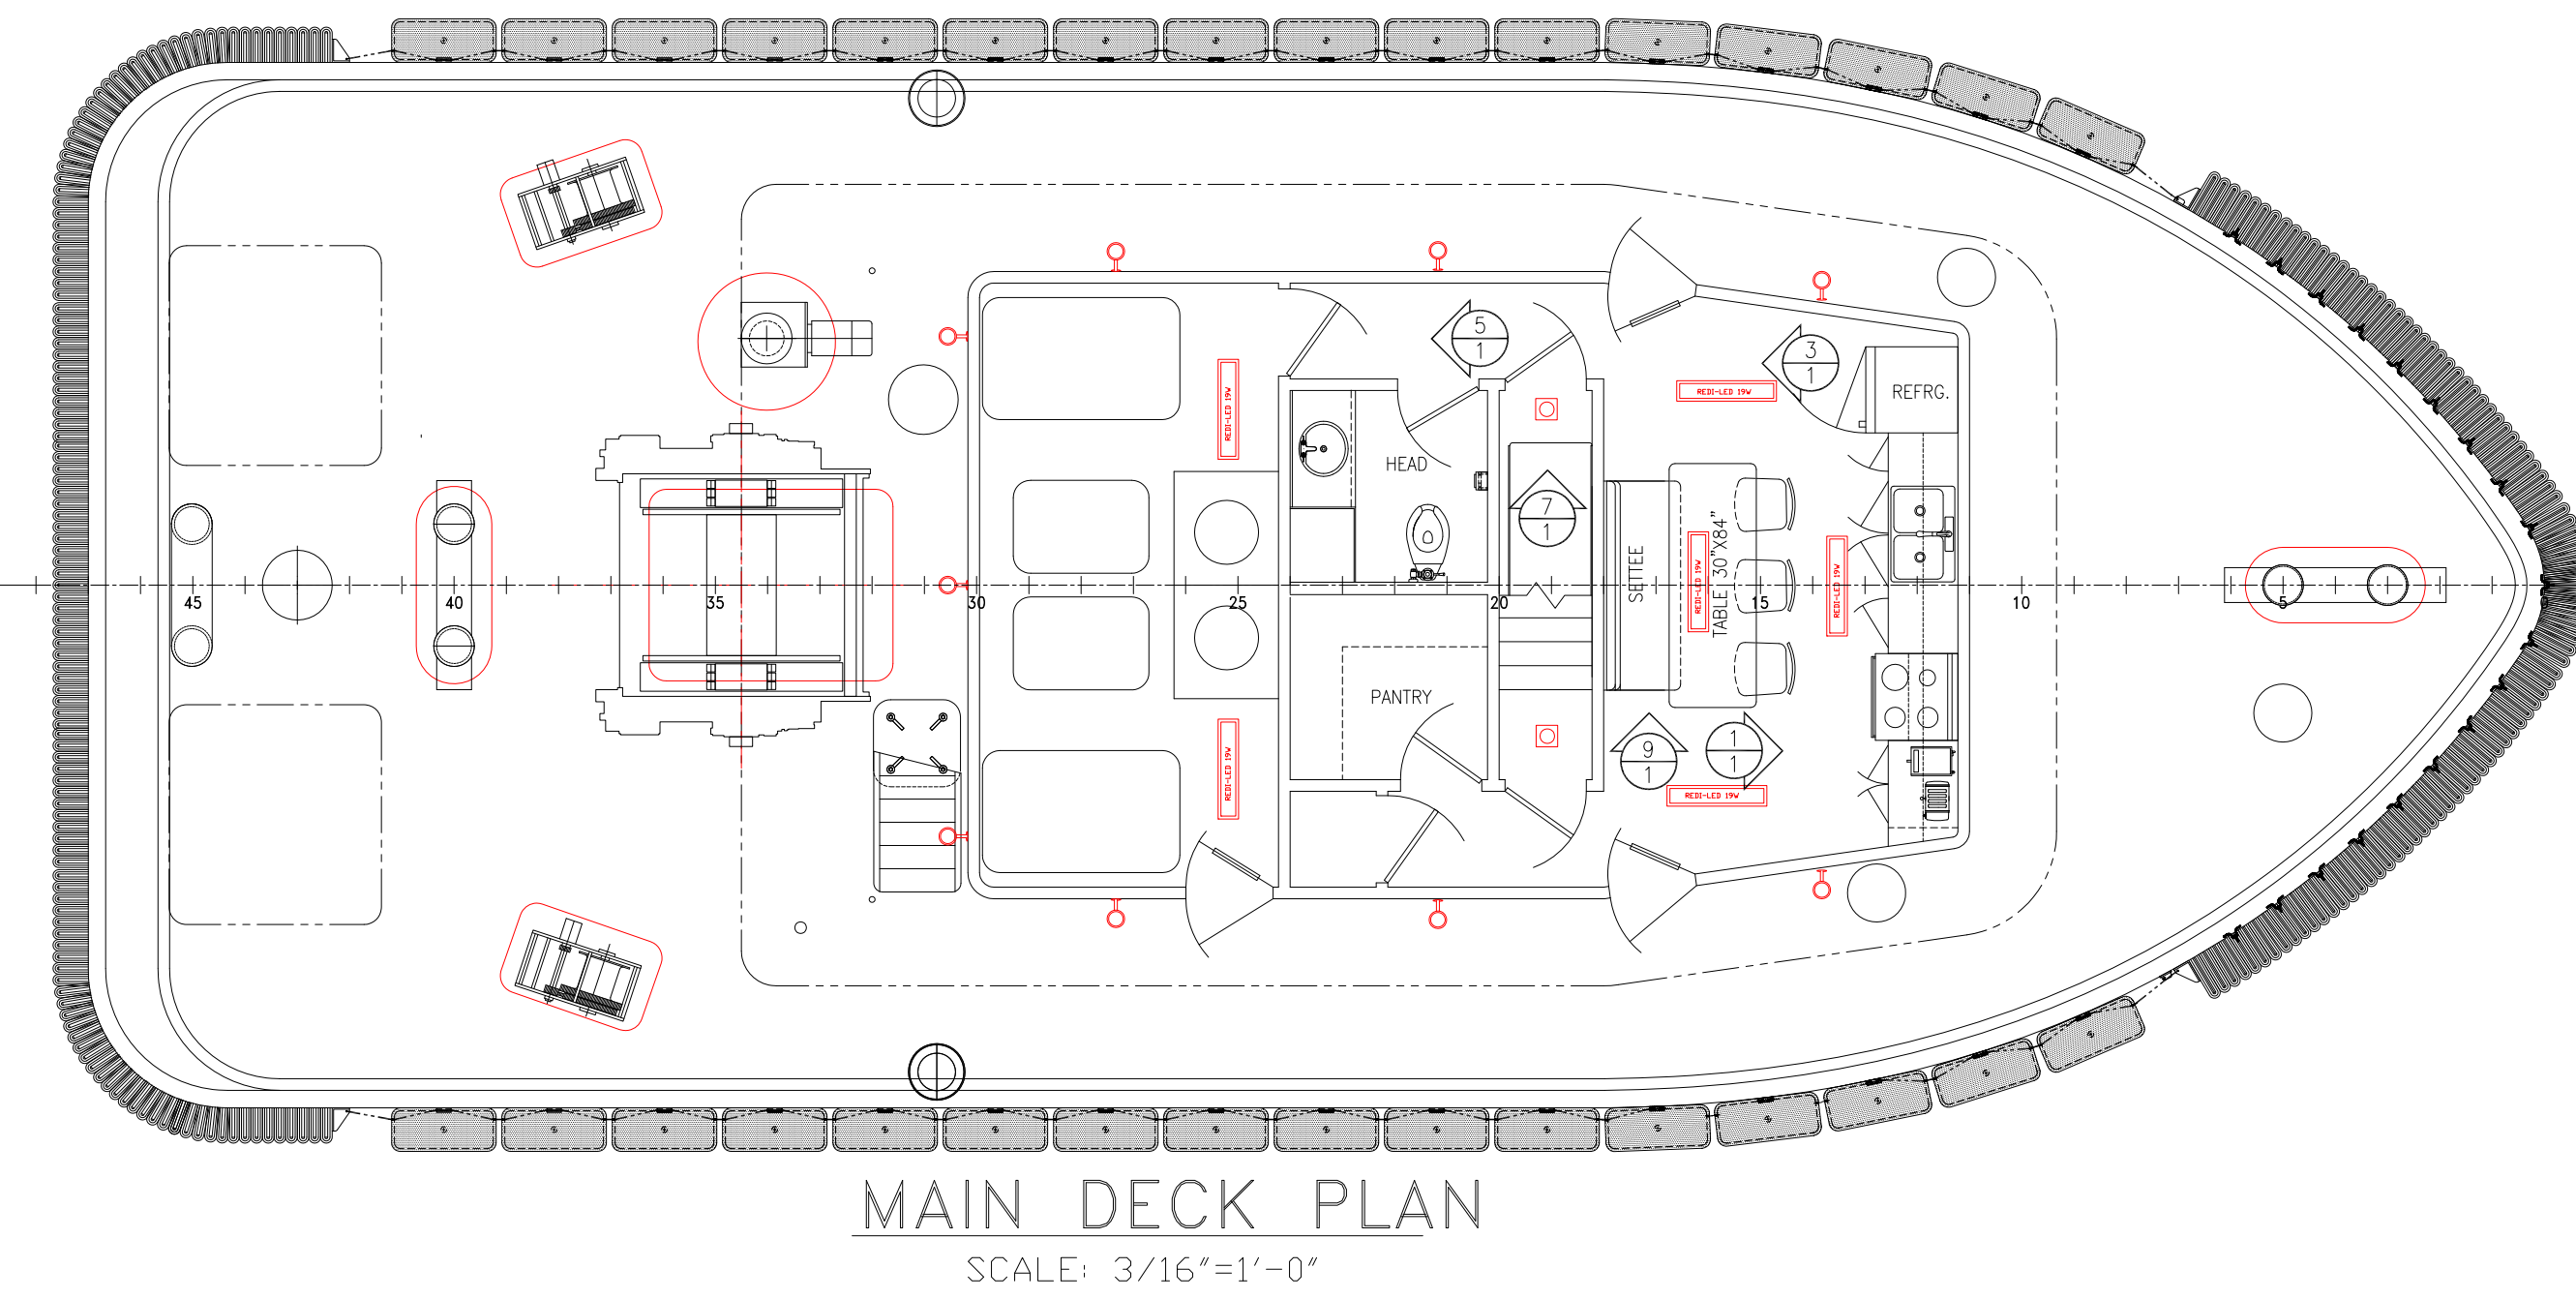 5
1
3
1
REDI-LED 19W
REDI-LED 19W
REFRG.
HEAD
7
1
SETTEE
REDI-LED 19W
TABLE 30"X84"
REDI-LED 19W
45
40
35
30
25
20
15
10
5
PANTRY
9
1
1
1
REDI-LED 19W
REDI-LED 19W
MAIN DECK PLAN
SCALE: 3/16"=1'-0"